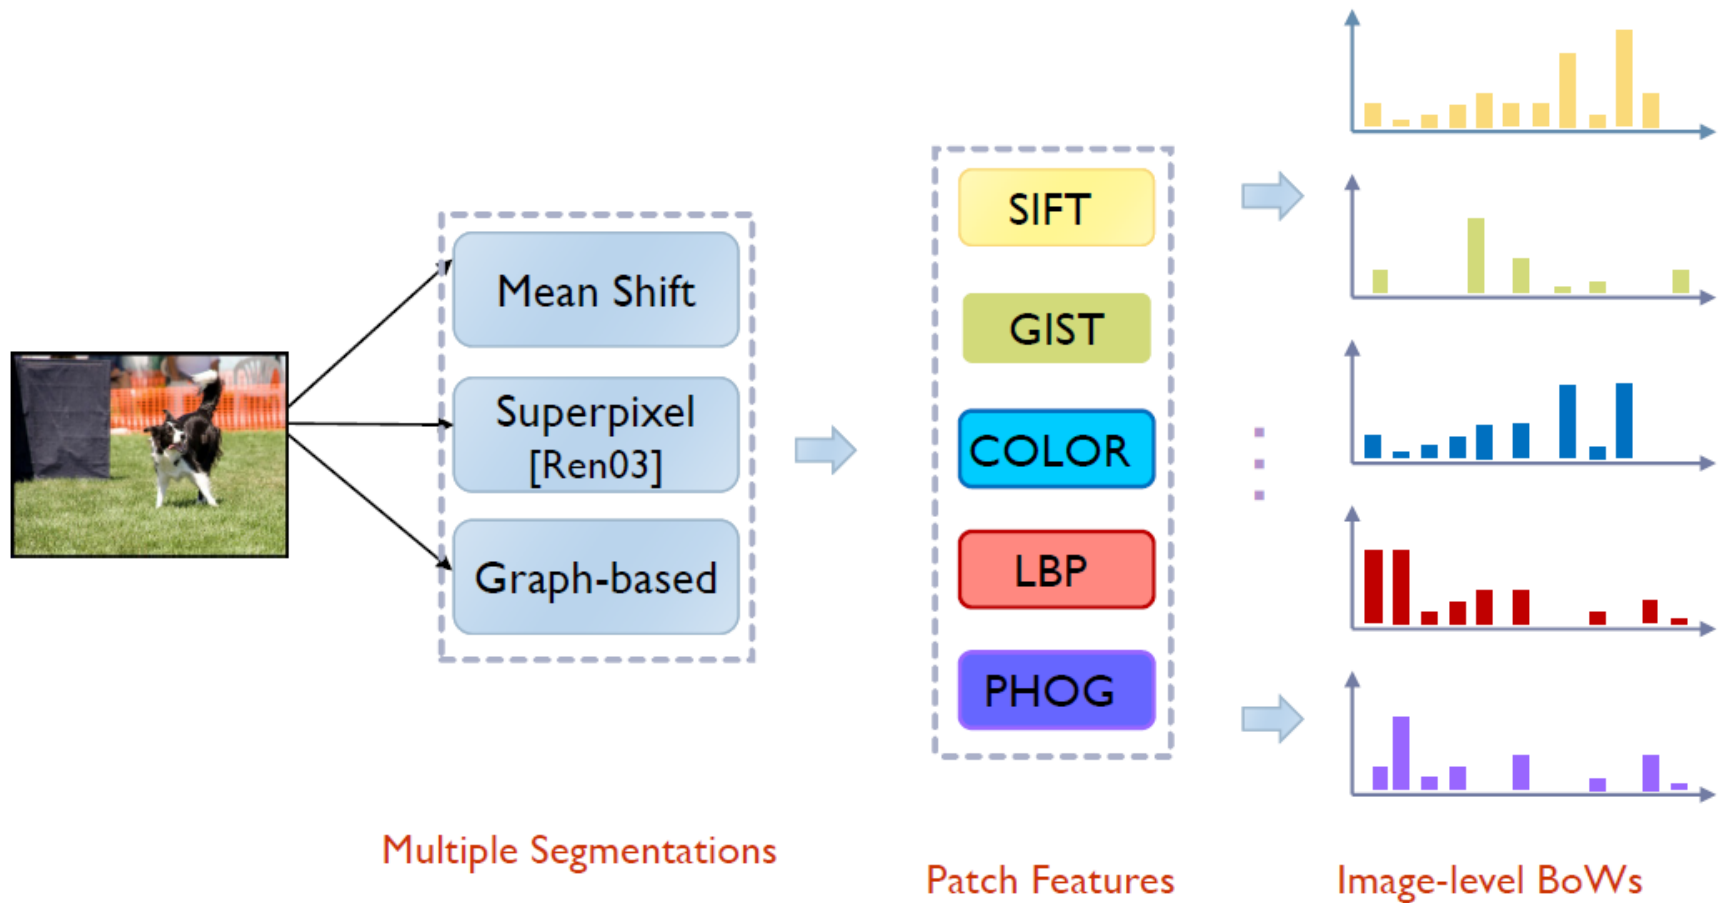 Mean Shift
Superpixel
[Ren03]
Graph-based
Multiple Segmentations
SIFT
GIST
COLOR
LBP
PHOG
Patch Features
Image-level BoWs